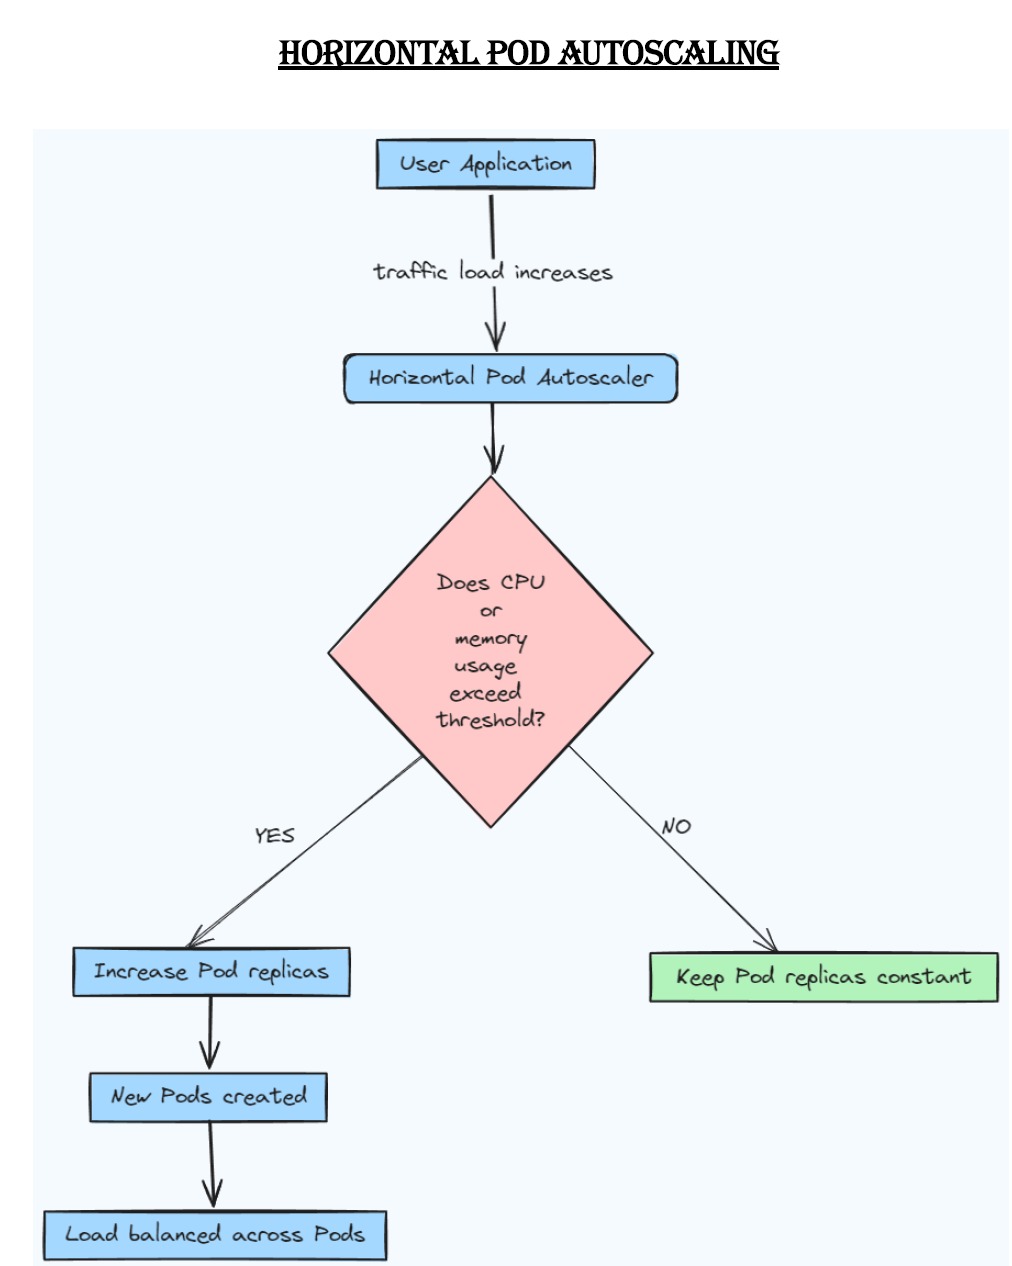 HORIZONTAL POD AUTOSCALING
User Application
traffic load increases
Horizontal Pod Autoscaler
Does CPU
or
memory
usage
exceed
threshold?
YES
NO
Increase Pod replicas
Keep Pod replicas constant
New Pods created
Load balanced across Pods